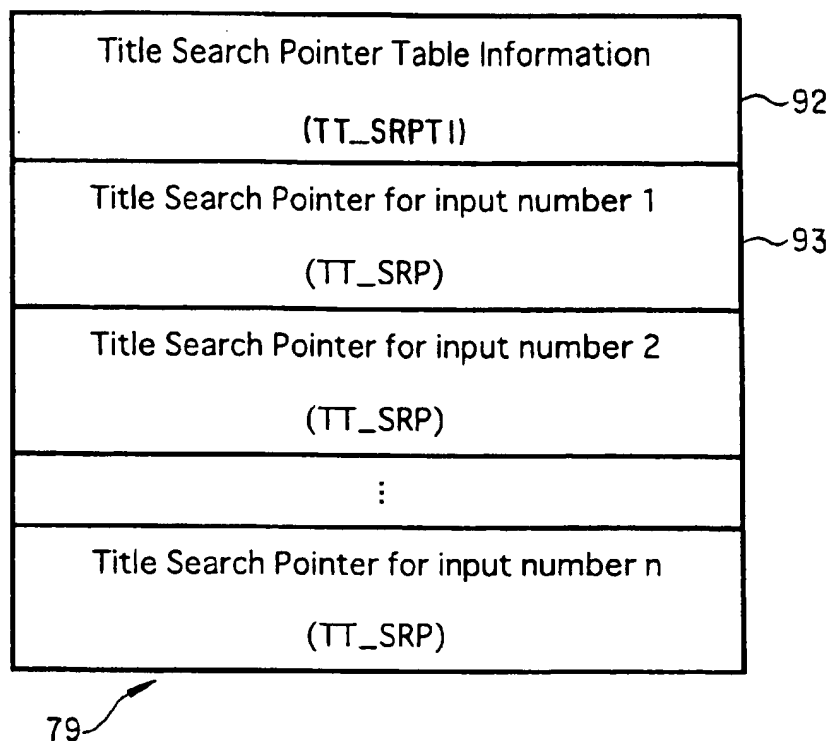 Title Search Pointer Table Information
(TT_SRPTI)
92
Title Search Pointer for input number 1
(TT_SRP)
93
Title Search Pointer for input number 2
(TT_SRP)
⋮
Title Search Pointer for input number n
(TT_SRP)
79